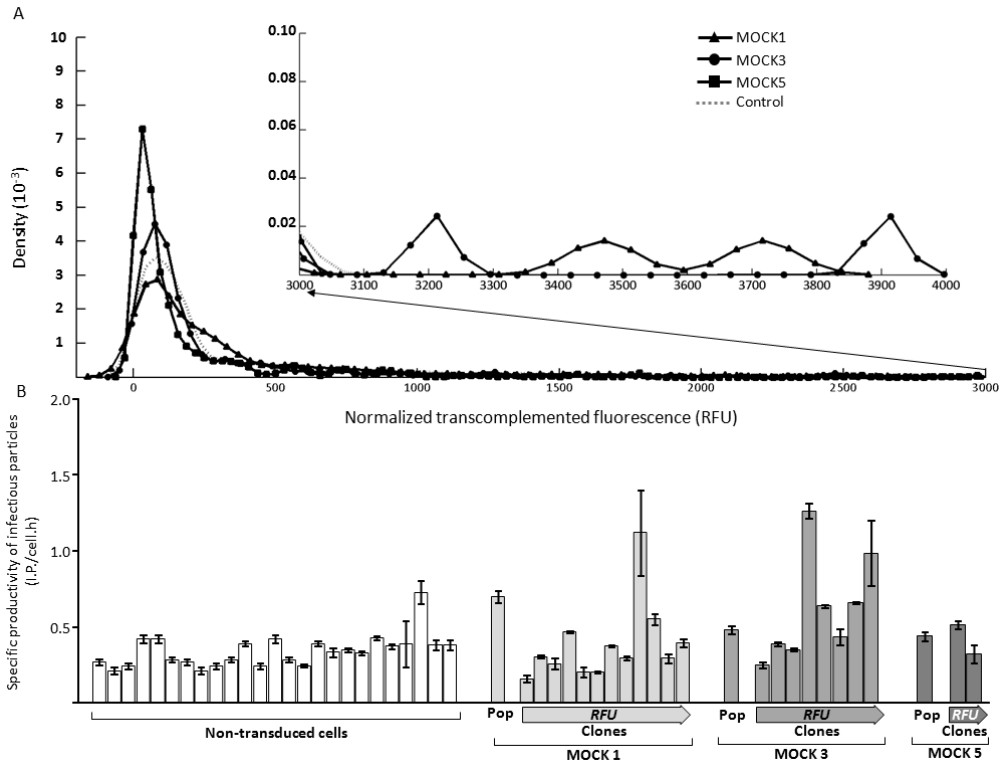 A
10
9
8
7
6
5
4
3
2
1
Density (10⁻³)
0.10
0.08
0.06
0.04
0.02
MOCK1
MOCK3
MOCK5
Control
3000 3100 3200 3300 3400 3500 3600 3700 3800 3900 4000
0 500 1000 1500 2000 2500 3000
Normalized transcomplemented fluorescence (RFU)
B
2.0
1.5
1.0
0.5
Specific productivity of infectious particles
(I.P./cell.h)
Pop RFU Pop RFU Pop RFU
Non-transduced cells Clones Clones Clones
MOCK 1 MOCK 3 MOCK 5